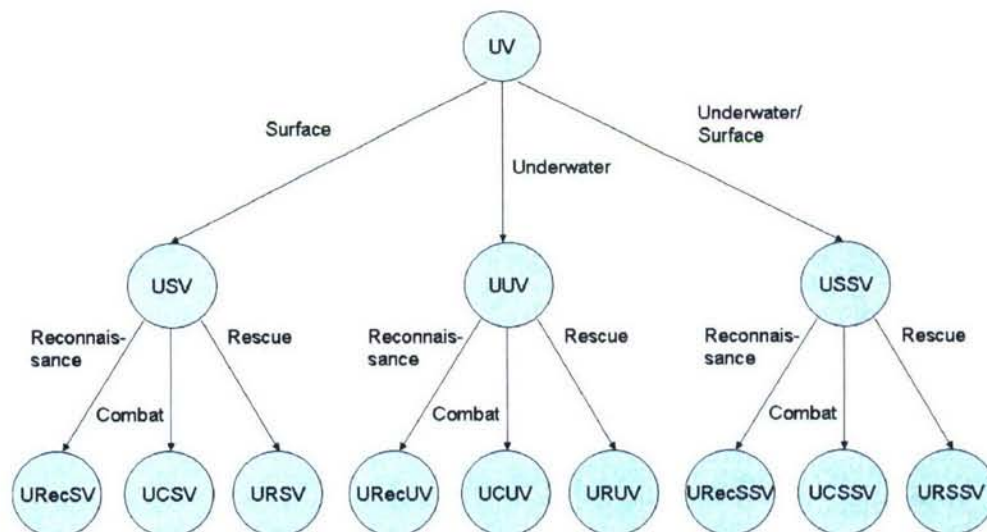 UV
Surface
Underwater/
Surface
Underwater
USV
UUV
USSV
Reconnais-
sance
Rescue
Reconnais-
sance
Rescue
Reconnais-
sance
Rescue
Combat
Combat
Combat
URecSV
UCSV
URSV
URecUV
UCUV
URUV
URecSSV
UCSSV
URSSV